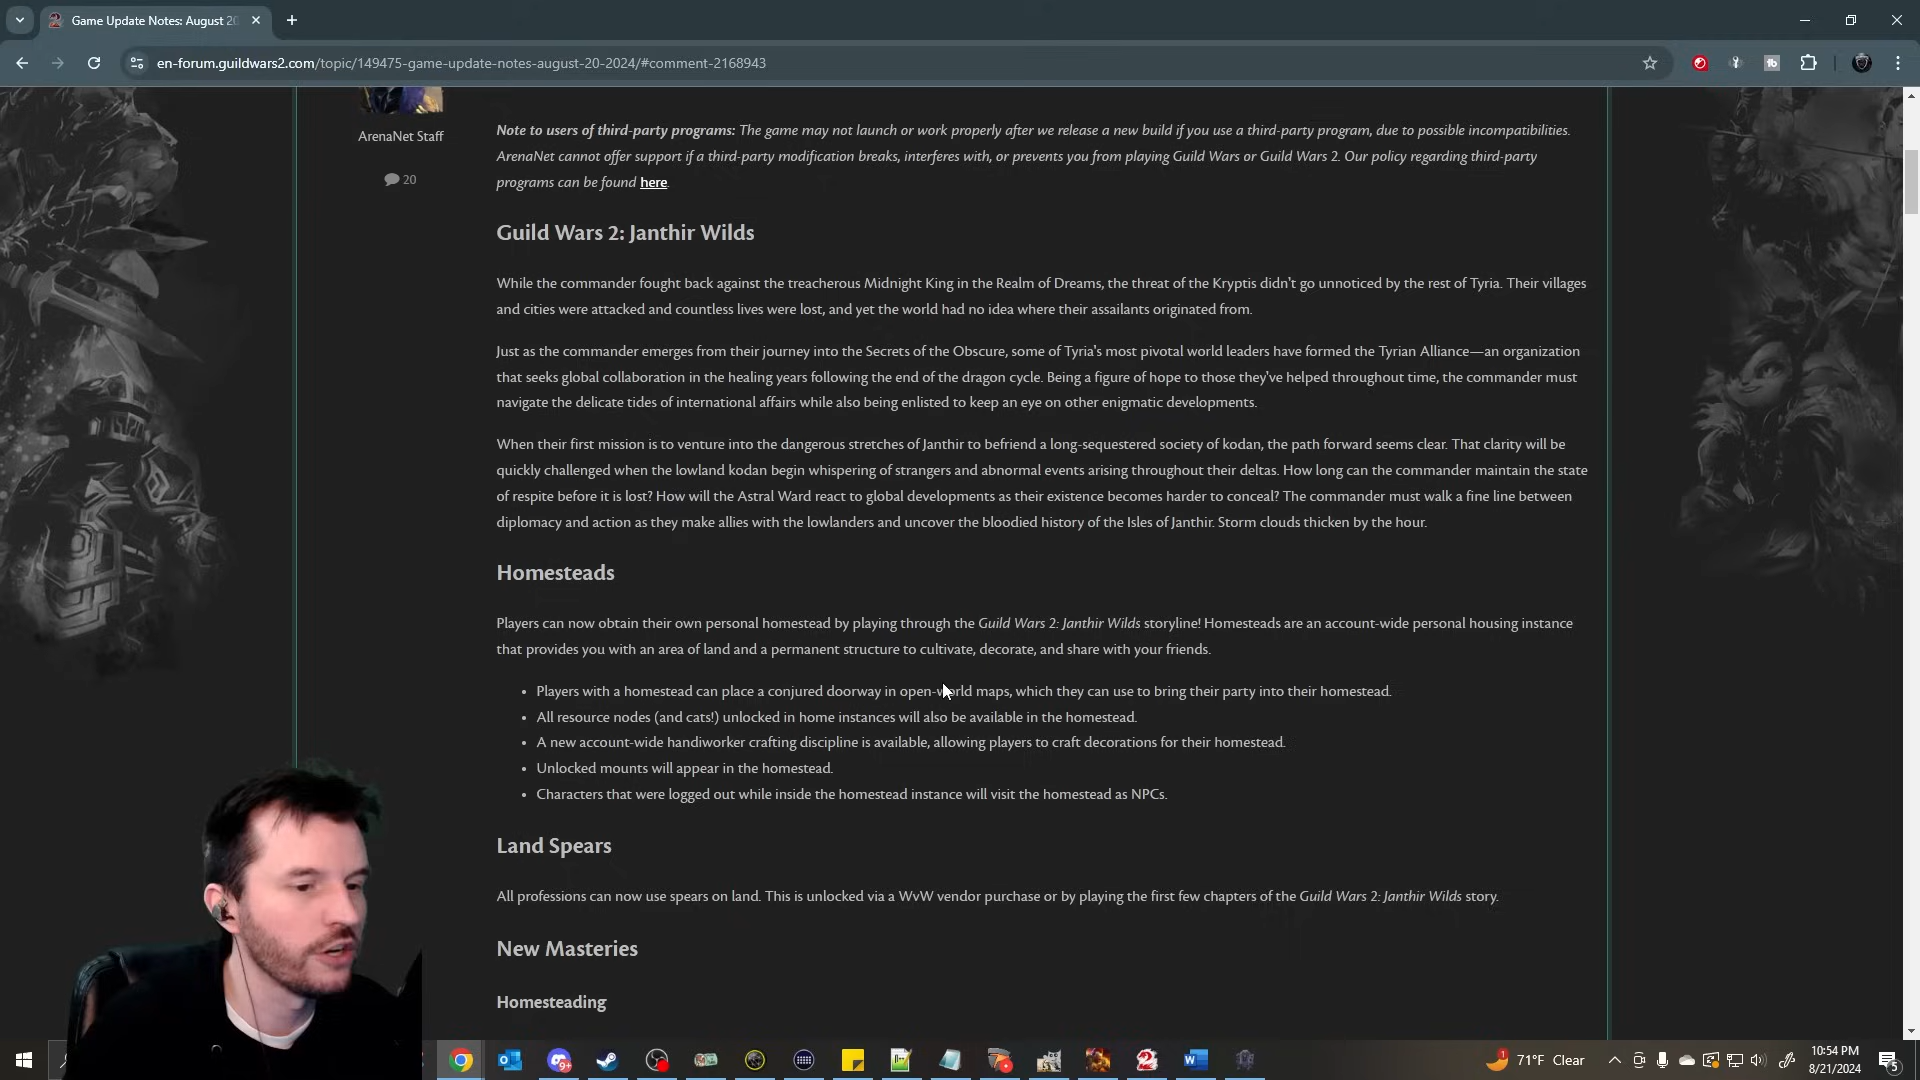 Game Update Notes: August 20
en-forum.guildwars2.com/topic/149475-game-update-notes-august-20-2024/#comment-2168943
ArenaNet Staff
20
Note to users of third-party programs: The game may not launch or work properly after we release a new build if you use a third-party program, due to possible incompatibilities.
ArenaNet cannot offer support if a third-party modification breaks, interferes with, or prevents you from playing Guild Wars or Guild Wars 2. Our policy regarding third-party
programs can be found here.
Guild Wars 2: Janthir Wilds
While the commander fought back against the treacherous Midnight King in the Realm of Dreams, the threat of the Kryptis didn't go unnoticed by the rest of Tyria. Their villages
and cities were attacked and countless lives were lost, and yet the world had no idea where their assailants originated from.
Just as the commander emerges from their journey into the Secrets of the Obscure, some of Tyria's most pivotal world leaders have formed the Tyrian Alliance—an organization
that seeks global collaboration in the healing years following the end of the dragon cycle. Being a figure of hope to those they've helped throughout time, the commander must
navigate the delicate tides of international affairs while also being enlisted to keep an eye on other enigmatic developments.
When their first mission is to venture into the dangerous stretches of Janthir to befriend a long-sequestered society of kodan, the path forward seems clear. That clarity will be
quickly challenged when the lowland kodan begin whispering of strangers and abnormal events arising throughout their deltas. How long can the commander maintain the state
of respite before it is lost? How will the Astral Ward react to global developments as their existence becomes harder to conceal? The commander must walk a fine line between
diplomacy and action as they make allies with the lowlanders and uncover the bloodied history of the Isles of Janthir. Storm clouds thicken by the hour.
Homesteads
Players can now obtain their own personal homestead by playing through the Guild Wars 2: Janthir Wilds storyline! Homesteads are an account-wide personal housing instance
that provides you with an area of land and a permanent structure to cultivate, decorate, and share with your friends.
• Players with a homestead can place a conjured doorway in open-world maps, which they can use to bring their party into their homestead.
• All resource nodes (and cats!) unlocked in home instances will also be available in the homestead.
• A new account-wide handiworker crafting discipline is available, allowing players to craft decorations for their homestead.
• Unlocked mounts will appear in the homestead.
• Characters that were logged out while inside the homestead instance will visit the homestead as NPCs.
Land Spears
All professions can now use spears on land. This is unlocked via a WvW vendor purchase or by playing the first few chapters of the Guild Wars 2: Janthir Wilds story.
New Masteries
Homesteading
71°F Clear
10:54 PM
8/21/2024
5